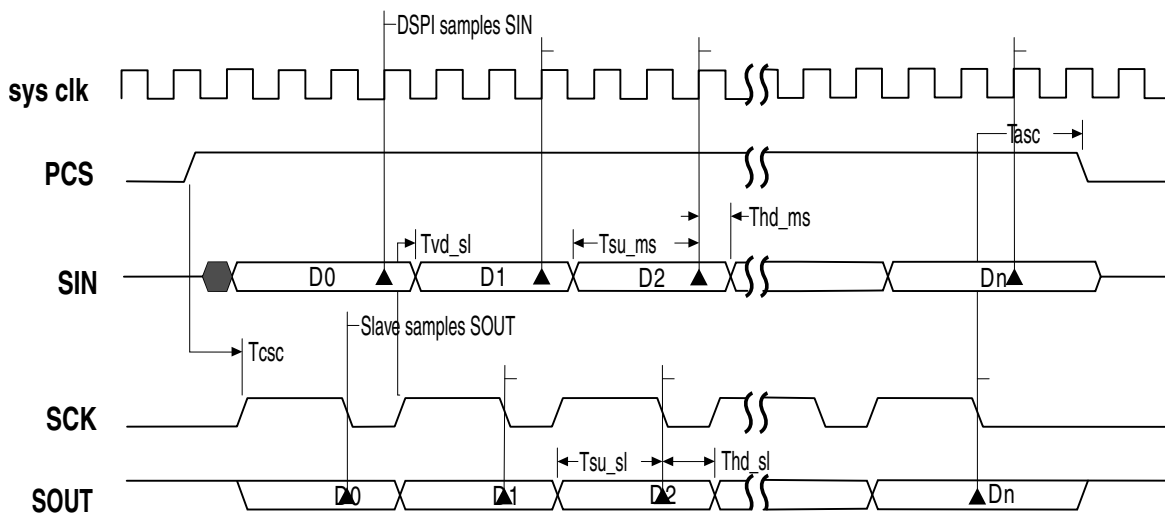 DSPI samples SIN
sys clk
Tasc
PCS
Thd_ms
Tvd_sl
Tsu_ms
SIN
D0
D1
D2
Dn
Slave samples SOUT
Tcsc
SCK
Tsu_sl
Thd_sl
SOUT
D0
D1
D2
Dn